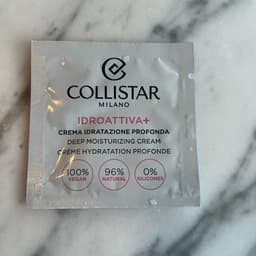 COLLISTAR
MILANO
IDROATTIVA+
CREMA IDRATAZIONE PROFONDA
DEEP MOISTURIZING CREAM
CRÈME HYDRATATION PROFONDE
100% 96% 0%
VEGAN NATURAL SILICONES